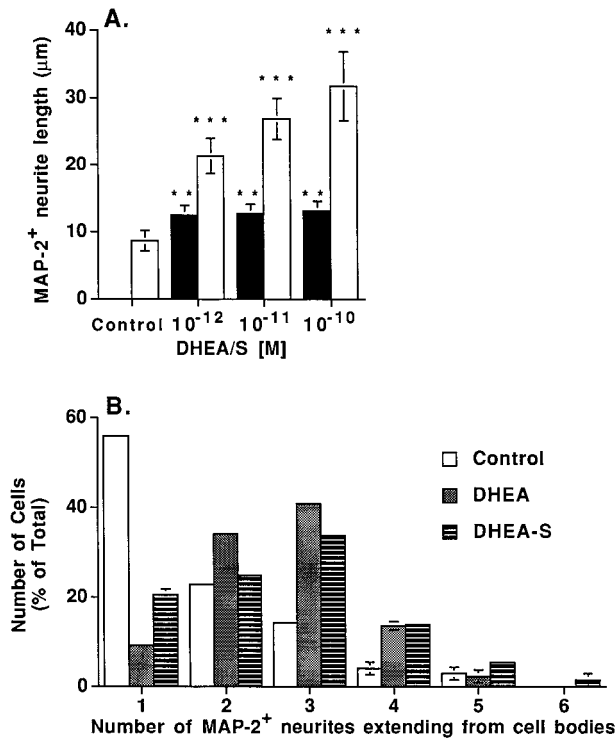 A.
MAP-2⁺ neurite length (μm)
40
30
20
10
0
* * *
* * *
* * *
* *
* *
* *
Control 10⁻¹² 10⁻¹¹ 10⁻¹⁰
DHEA/S [M]
B.
Number of Cells
(% of Total)
60
40
20
0
Control
DHEA
DHEA-S
1 2 3 4 5 6
Number of MAP-2⁺ neurites extending from cell bodies